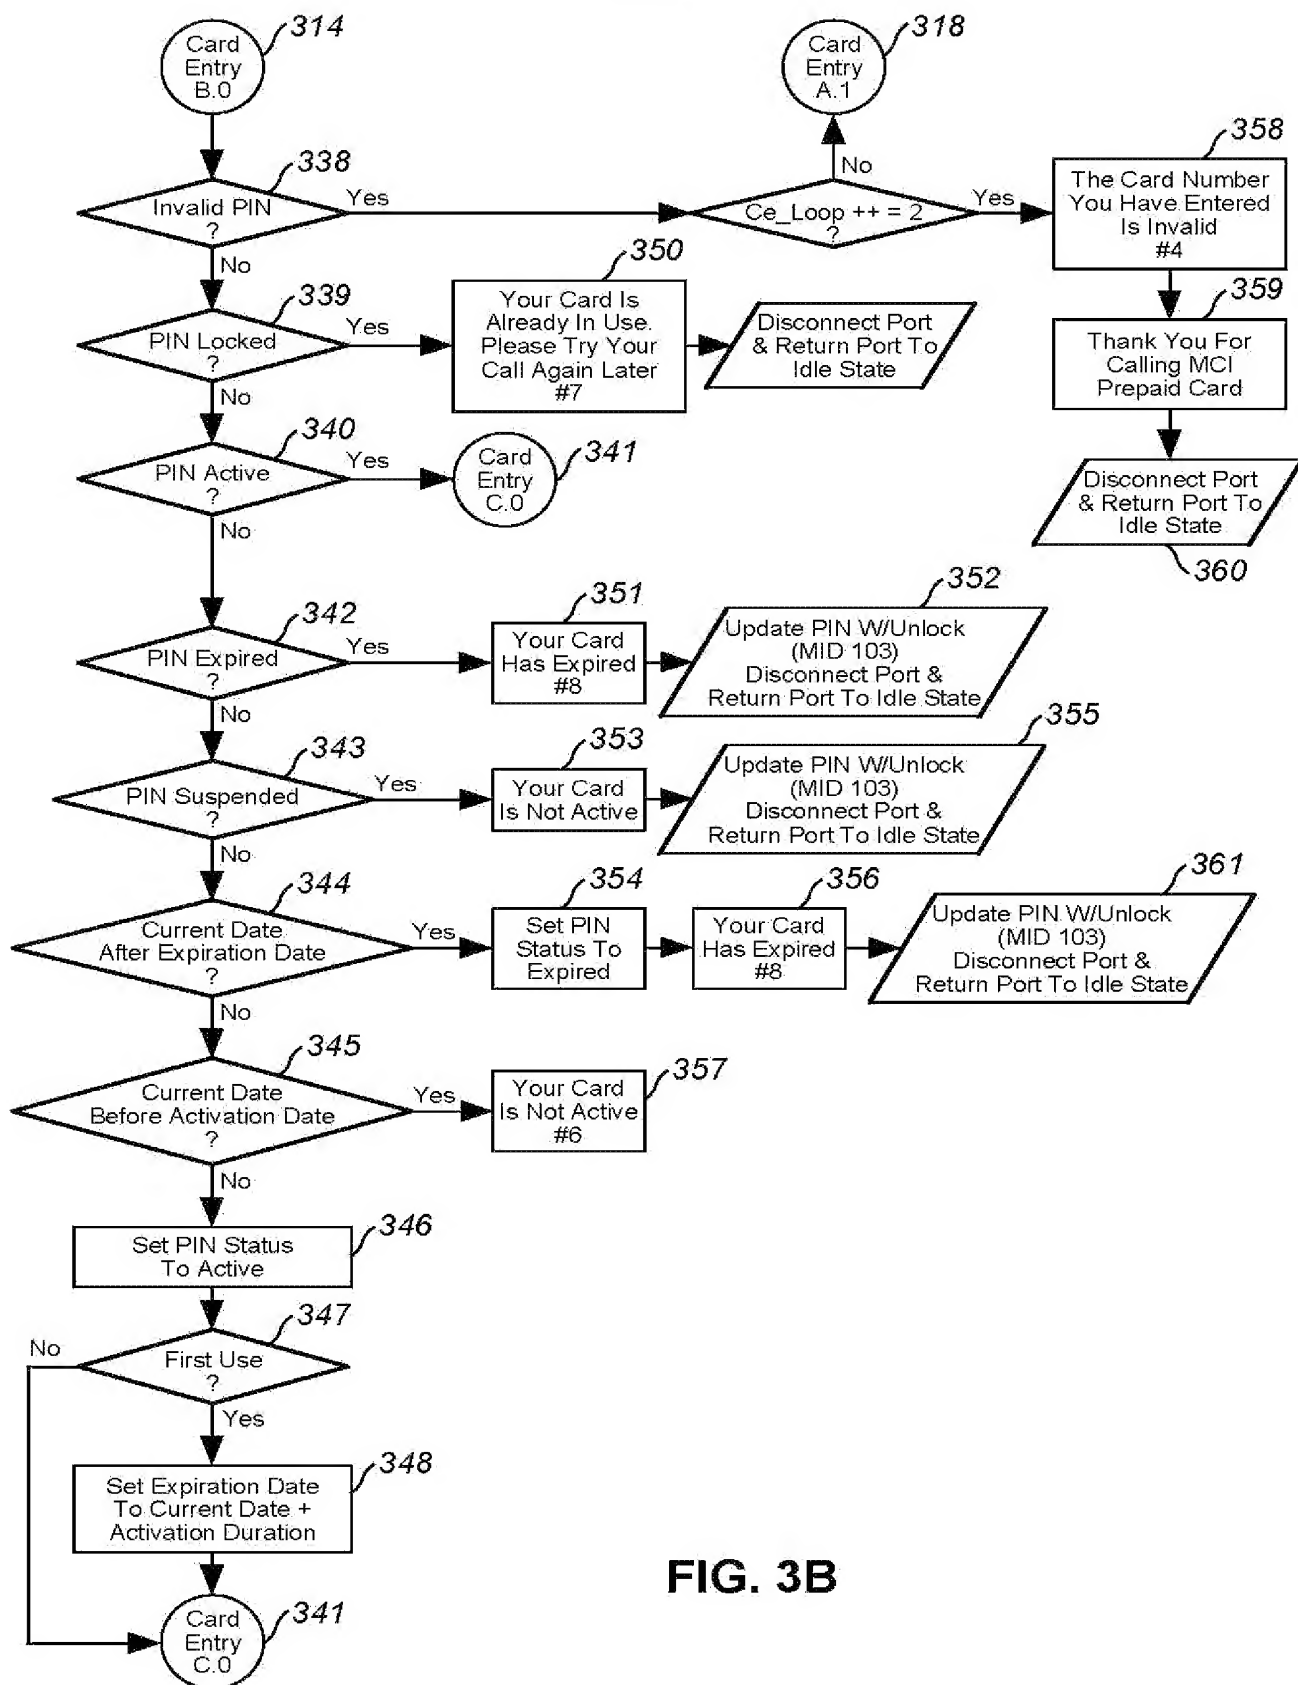 314
Card
Entry
B.0
318
Card
Entry
A.1
338
Invalid PIN
?
Yes
No
Ce_Loop ++ = 2
?
No
Yes
358
The Card Number
You Have Entered
Is Invalid
#4
339
PIN Locked
?
Yes
No
350
Your Card Is
Already In Use.
Please Try Your
Call Again Later
#7
Disconnect Port
& Return Port To
Idle State
359
Thank You For
Calling MCI
Prepaid Card
340
PIN Active
?
Yes
No
341
Card
Entry
C.0
Disconnect Port
& Return Port To
Idle State
360
342
PIN Expired
?
Yes
No
351
Your Card
Has Expired
#8
352
Update PIN W/Unlock
(MID 103)
Disconnect Port &
Return Port To Idle State
343
PIN Suspended
?
Yes
No
353
Your Card
Is Not Active
355
Update PIN W/Unlock
(MID 103)
Disconnect Port &
Return Port To Idle State
344
Current Date
After Expiration Date
?
Yes
No
354
Set PIN
Status To
Expired
356
Your Card
Has Expired
#8
361
Update PIN W/Unlock
(MID 103)
Disconnect Port &
Return Port To Idle State
345
Current Date
Before Activation Date
?
Yes
No
357
Your Card
Is Not Active
#6
346
Set PIN Status
To Active
347
First Use
?
No
Yes
348
Set Expiration Date
To Current Date +
Activation Duration
341
Card
Entry
C.0
FIG. 3B